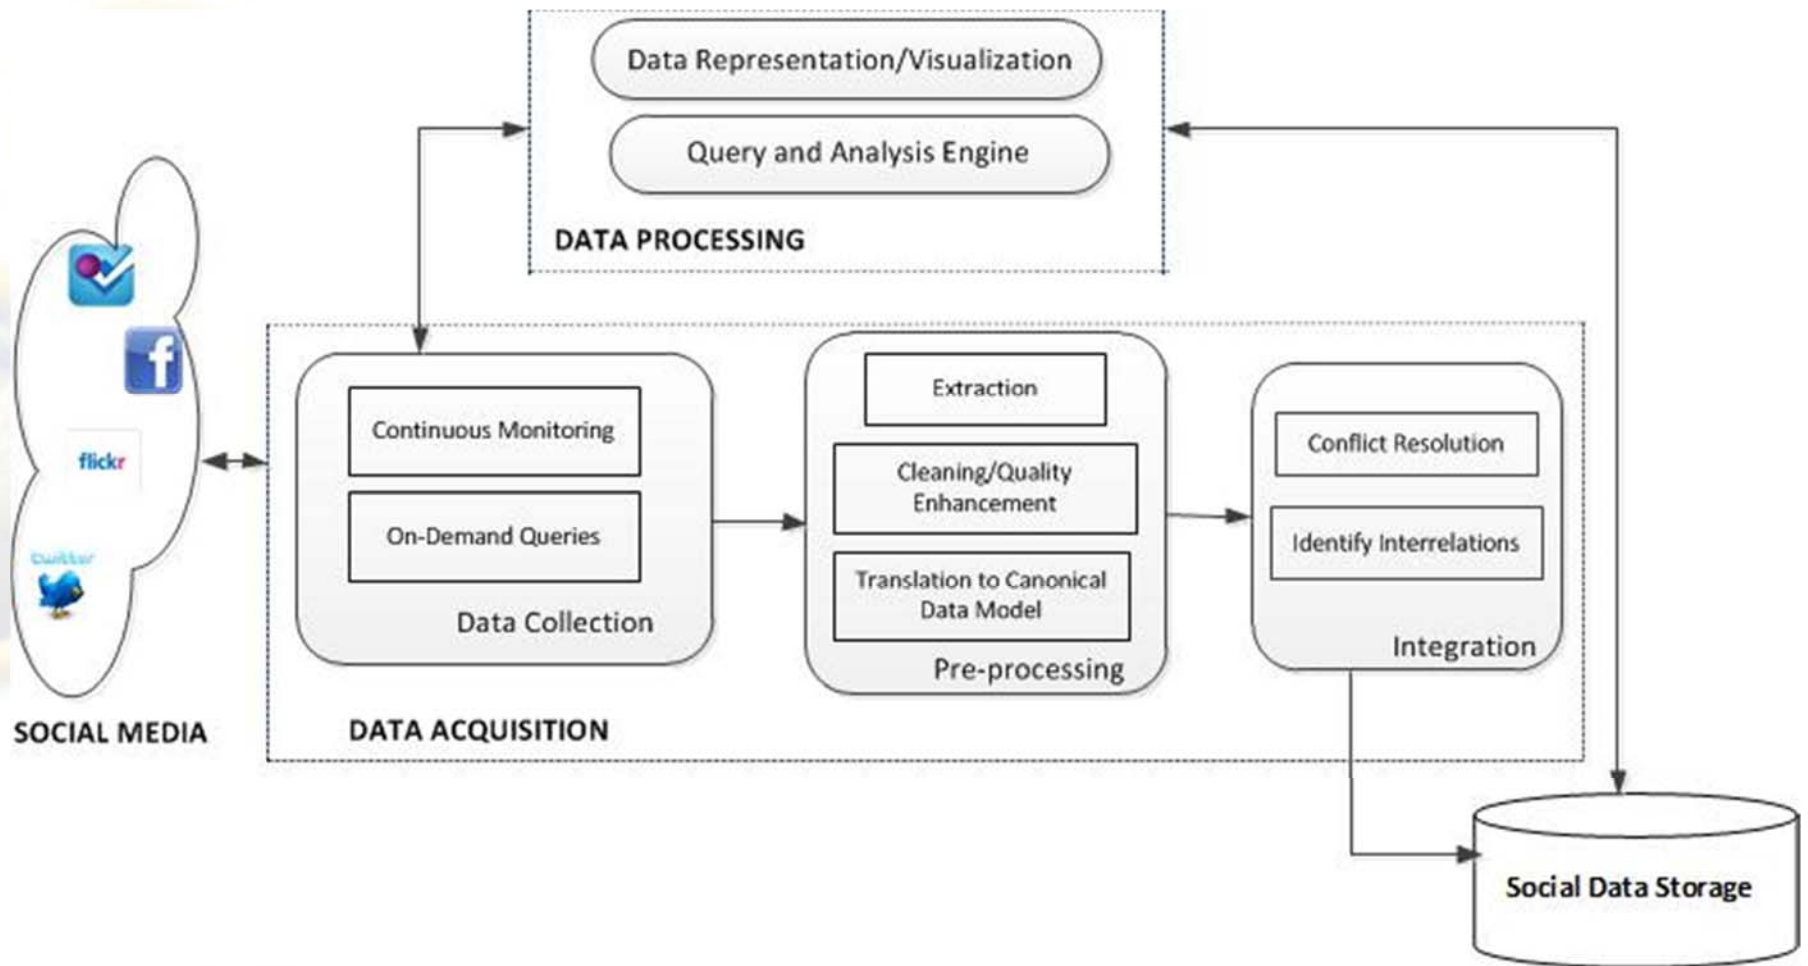 Data Representation/Visualization
Query and Analysis Engine
DATA PROCESSING
f
flickr
twitter
SOCIAL MEDIA
Continuous Monitoring
On-Demand Queries
Data Collection
Extraction
Cleaning/Quality
Enhancement
Translation to Canonical
Data Model
Pre-processing
Conflict Resolution
Identify Interrelations
Integration
DATA ACQUISITION
Social Data Storage